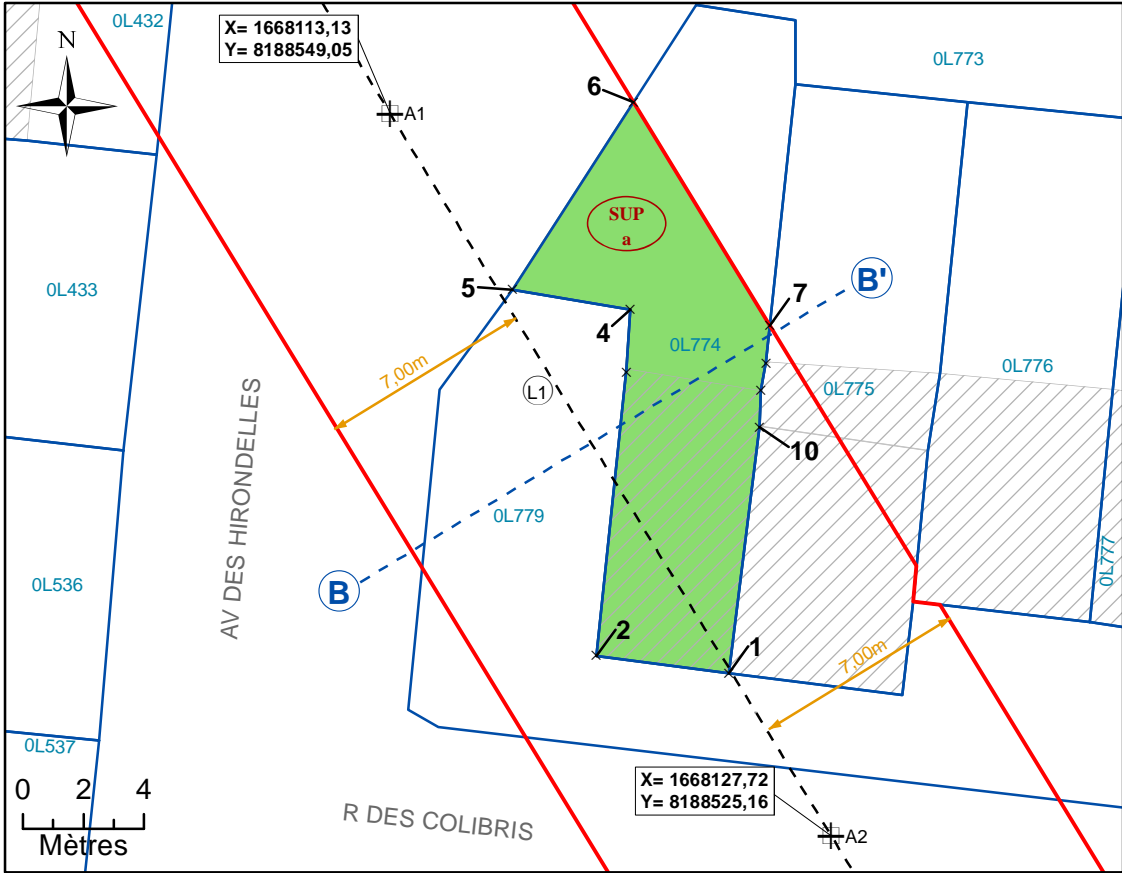 0L432
X= 1668113,13
Y= 8188549,05
N
0L773
6
A1
SUP
a
0L433
5
B'
7
4
0L774
0L776
7,00m
0L775
L1
10
AV DES HIRONDELLES
0L779
0L777
0L536
B
2
1
7,00m
0L537
X= 1668127,72
Y= 8188525,16
0 2 4
Mètres
R DES COLIBRIS
A2